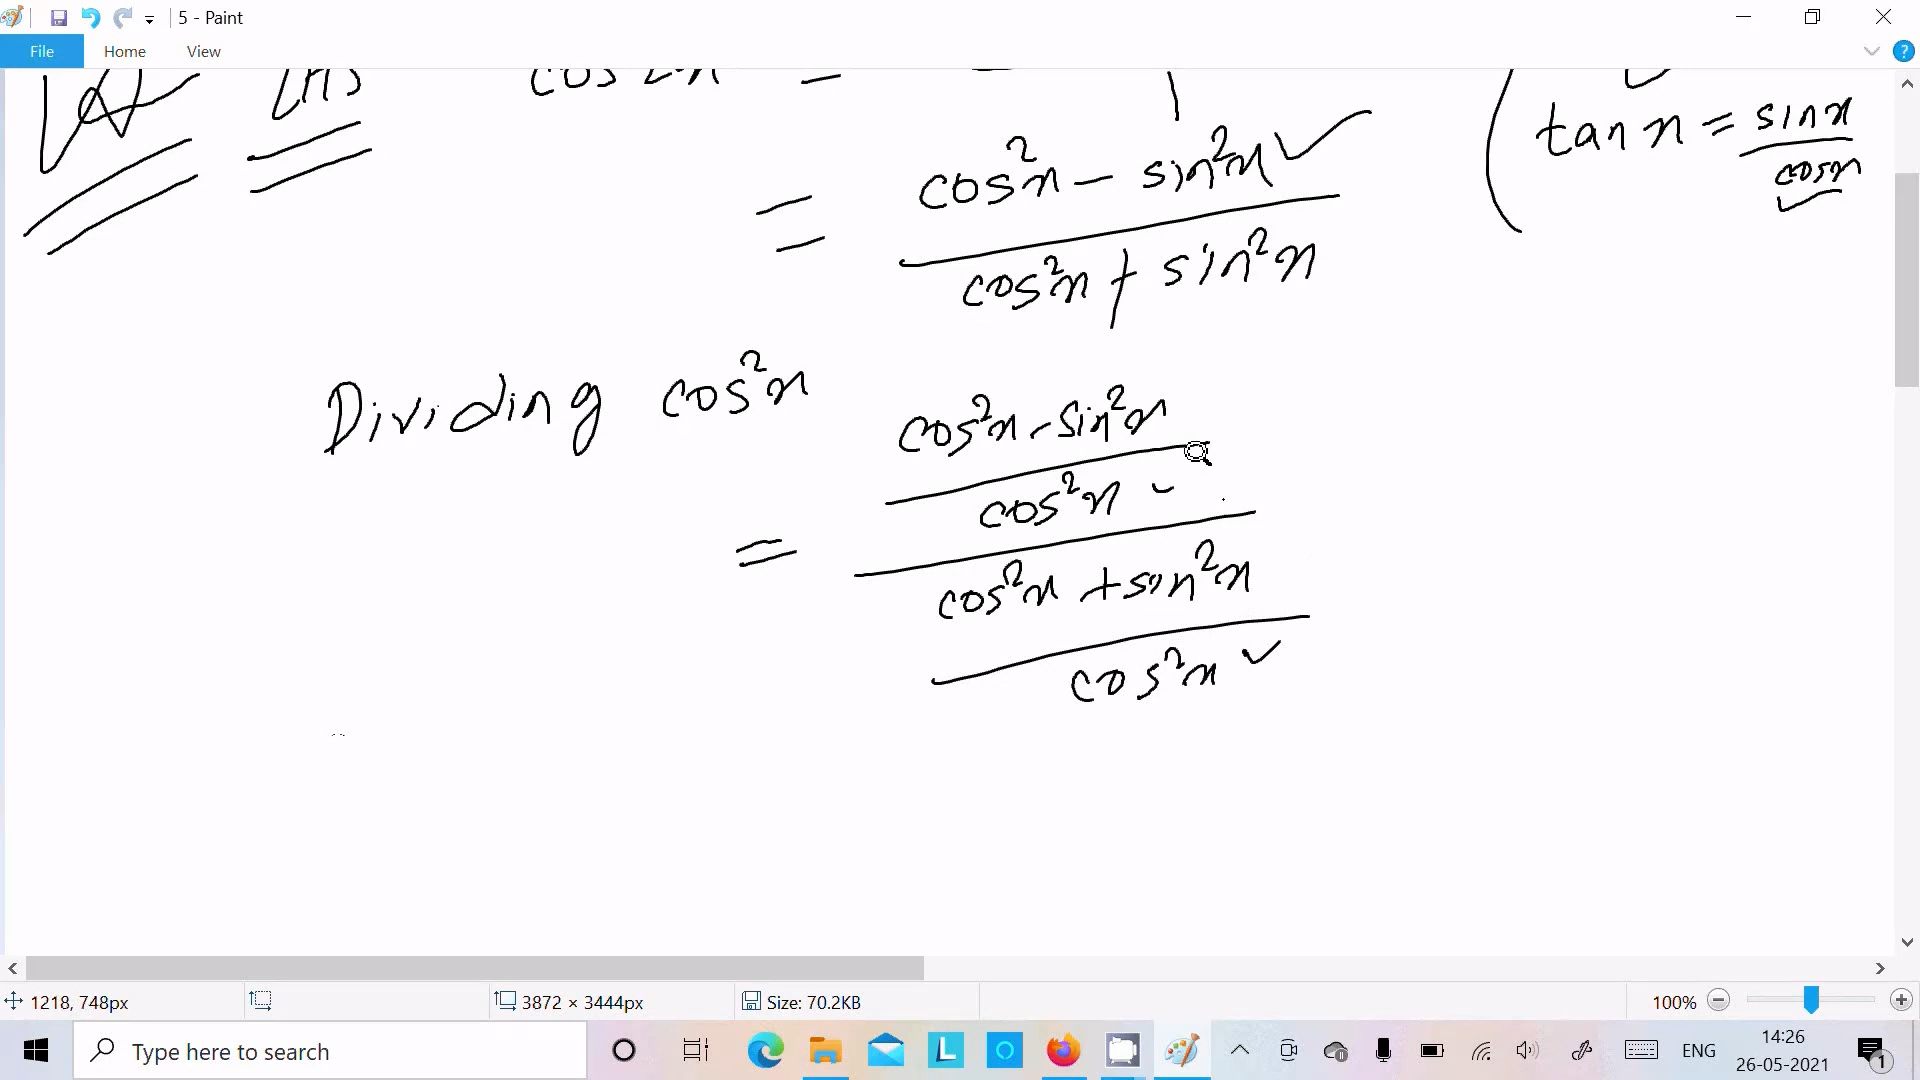 5 - Paint
File Home View
LHS cos2x =
tan x = sin x / cos x
= cos²x - sin²x / cos²x + sin²x
Dividing cos²x
= cos²x - sin²x / cos²x
cos²x + sin²x / cos²x
1218, 748px 3872 × 3444px Size: 70.2KB 100%
Type here to search ENG 14:26
26-05-2021 1